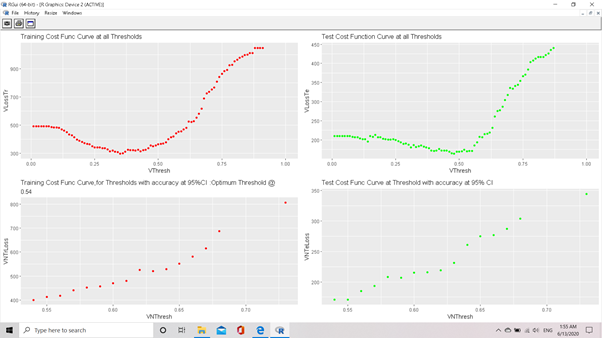 RGui (64-bit) - [R Graphics: Device 2 (ACTIVE)]
File History Resize Windows
Training Cost Func Curve at all Thresholds
VLossTr
900
600
500
300
0.00 0.25 0.50 0.75 1.00
VThresh
Test Cost Function Curve at all Thresholds
VLossTe
450
400
350
300
250
200
0.00 0.25 0.50 0.75 1.00
VThresh
Training Cost Func Curve,for Thresholds with accuracy at 95%CI :Optimum Threshold @
0.54
VNTrLoss
800
700
600
500
400
0.55 0.60 0.65 0.70
VNThresh
Test Cost Func Curve at Threshold with accuracy at 95% CI
VNTeLoss
350
300
250
200
0.55 0.60 0.65 0.70
VNThresh
Type here to search
ENG
1:55 AM
6/13/2020